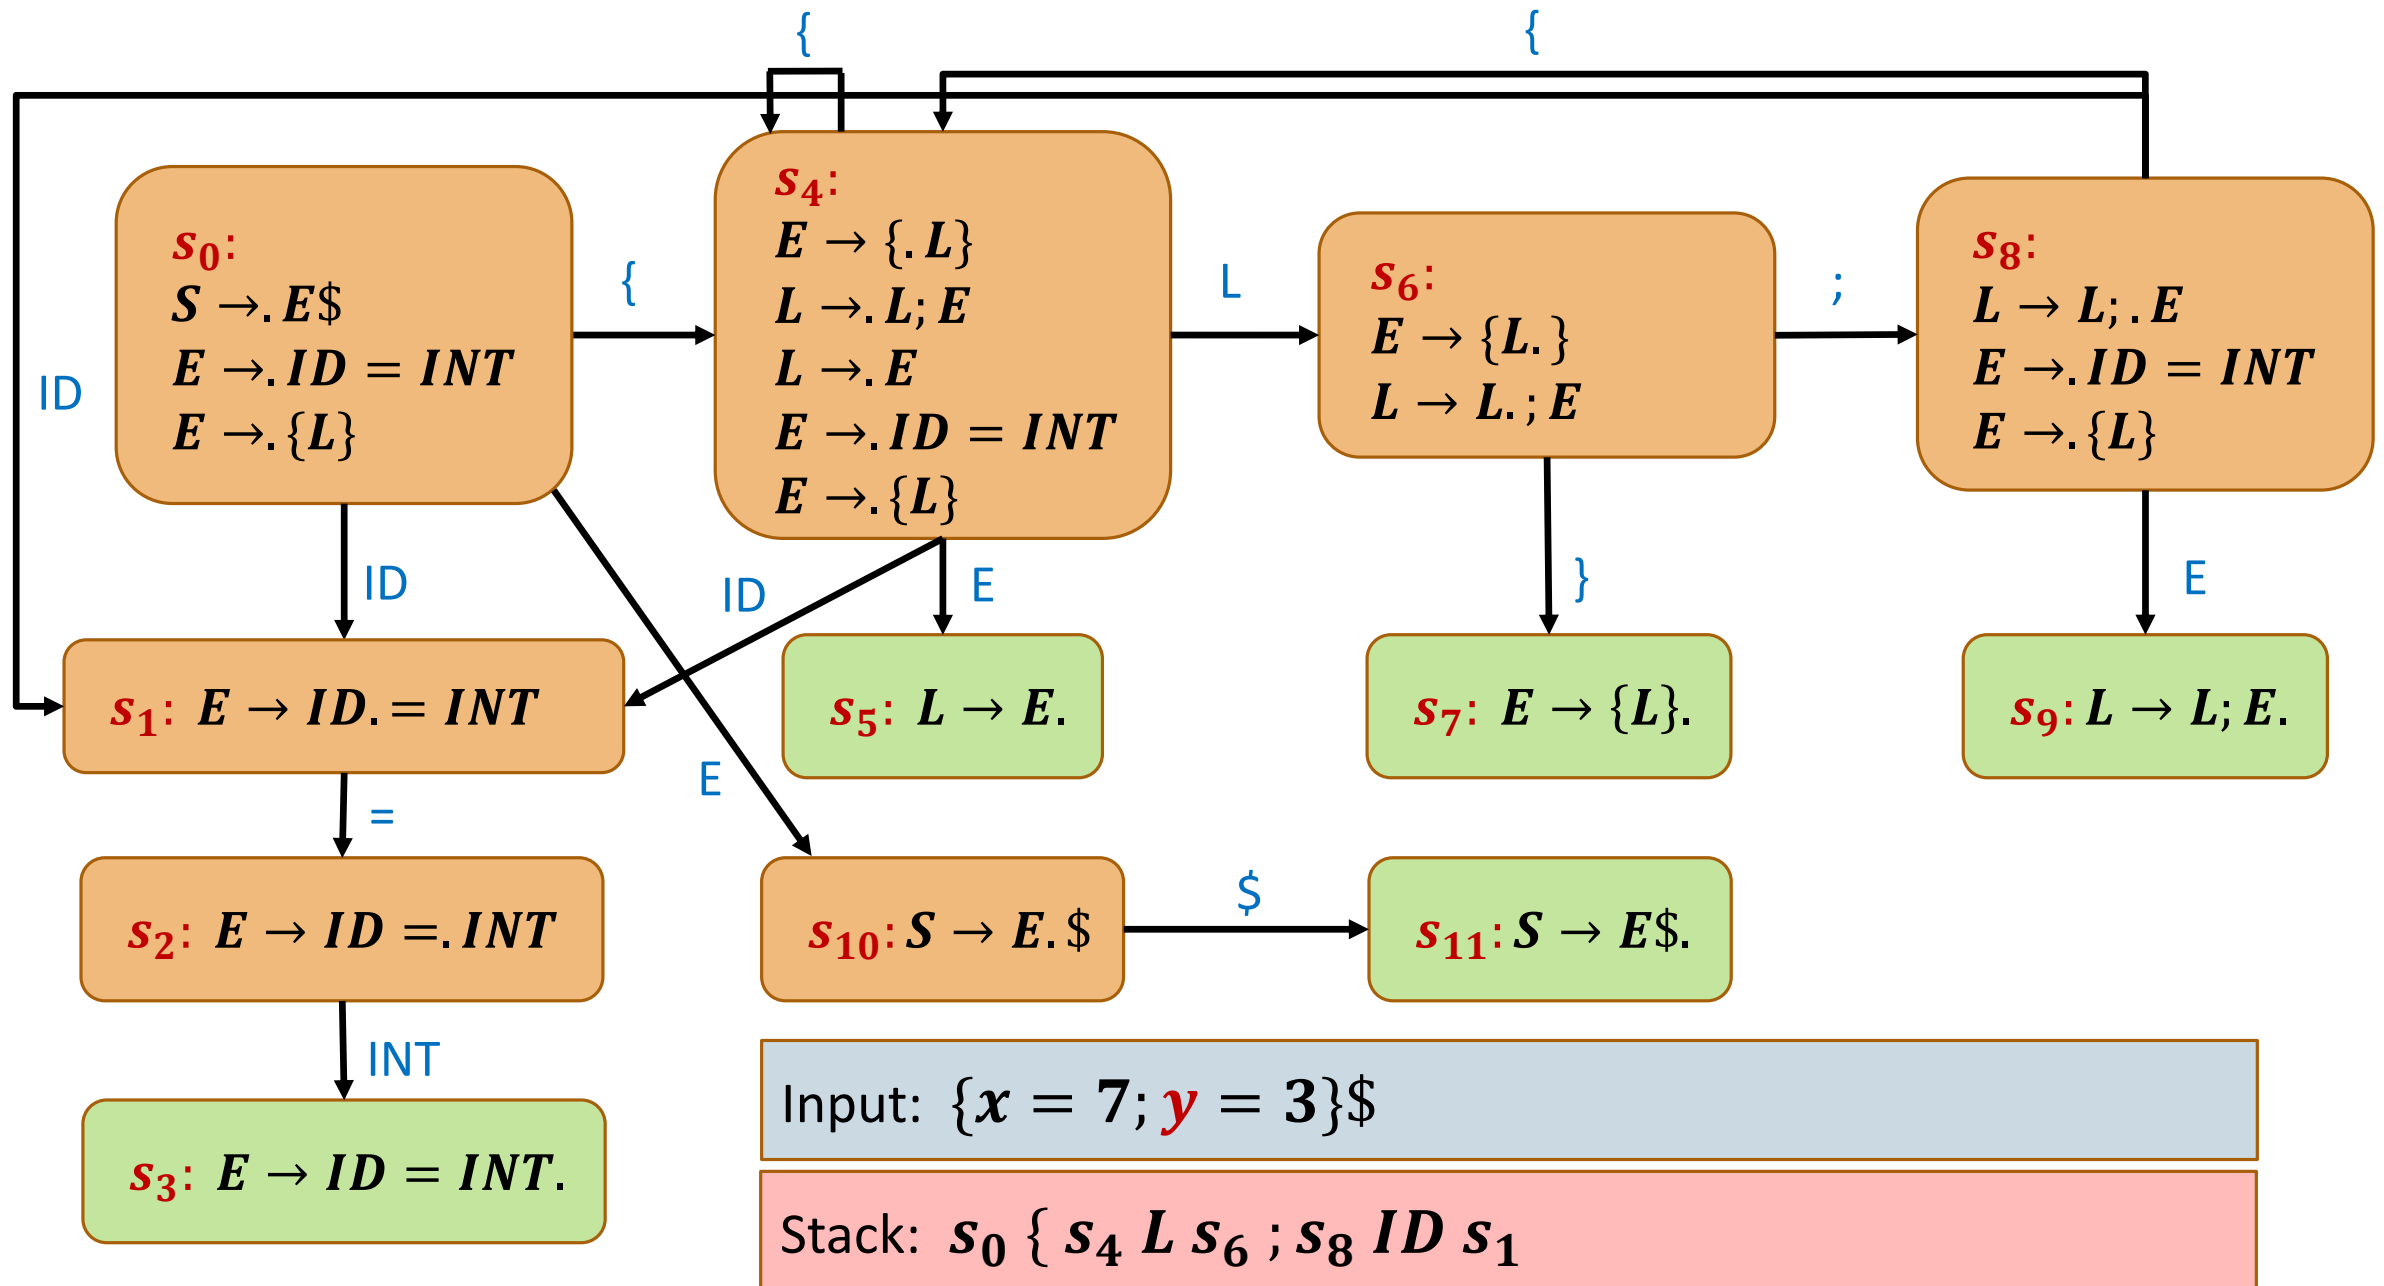 {
{
s₀:
S →. E$
E →. ID = INT
E →. {L}
{
s₄:
E → {. L}
L →. L; E
L →. E
E →. ID = INT
E →. {L}
L
s₆:
E → {L. }
L → L. ; E
;
s₈:
L → L; . E
E →. ID = INT
E →. {L}
ID
ID
ID
E
}
E
s₁: E → ID. = INT
s₅: L → E.
s₇: E → {L}.
s₉: L → L; E.
E
=
s₂: E → ID =. INT
s₁₀: S → E. $
$
s₁₁: S → E$.
INT
s₃: E → ID = INT.
Input: {x = 7; y = 3}$
Stack: s₀ { s₄ L s₆ ; s₈ ID s₁